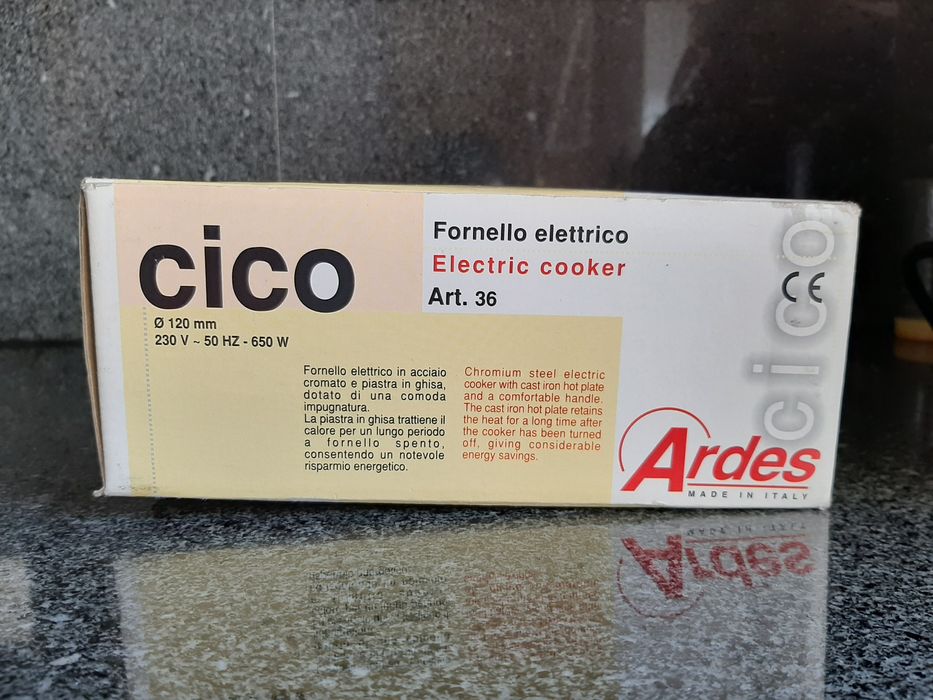 cico
Ø 120 mm
230 V ~ 50 HZ - 650 W
Fornello elettrico
Electric cooker
Art. 36
Fornello elettrico in acciaio
cromato e piastra in ghisa,
dotato di una comoda
impugnatura.
La piastra in ghisa trattiene il
calore per un lungo periodo
a fornello spento,
consentendo un notevole
risparmio energetico.
Chromium steel electric
cooker with cast iron hot plate
and a comfortable handle.
The cast iron hot plate retains
the heat for a long time after
the cooker has been turned
off, giving considerable
energy savings.
cico
CE
Ardes
MADE IN ITALY